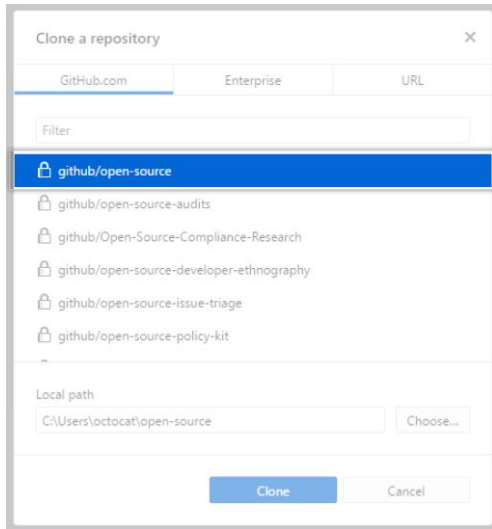 Clone a repository
GitHub.com Enterprise URL
Filter
github/open-source
github/open-source-audits
github/Open-Source-Compliance-Research
github/open-source-developer-ethnography
github/open-source-issue-triage
github/open-source-policy-kit
Local path
C:\Users\octocat\open-source Choose...
Clone Cancel